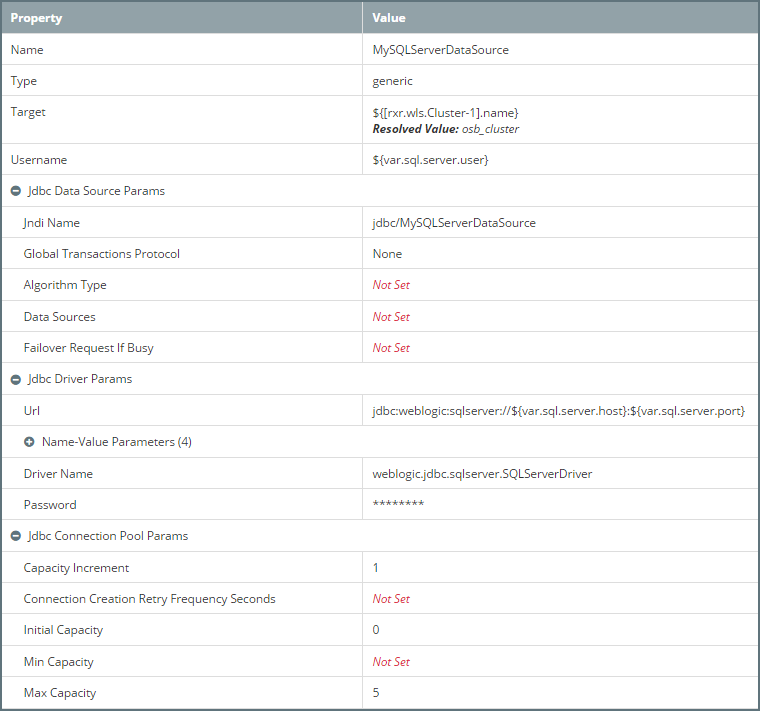 Property Value
Name MySQLServerDataSource
Type generic
Target ${[rxr.wls.Cluster-1].name}
Resolved Value: osb_cluster
Username ${var.sql.server.user}
Jdbc Data Source Params
Jndi Name jdbc/MySQLServerDataSource
Global Transactions Protocol None
Algorithm Type Not Set
Data Sources Not Set
Failover Request If Busy Not Set
Jdbc Driver Params
Url jdbc:weblogic:sqlserver://${var.sql.server.host}:${var.sql.server.port}
Name-Value Parameters (4)
Driver Name weblogic.jdbc.sqlserver.SQLServerDriver
Password ********
Jdbc Connection Pool Params
Capacity Increment 1
Connection Creation Retry Frequency Seconds Not Set
Initial Capacity 0
Min Capacity Not Set
Max Capacity 5